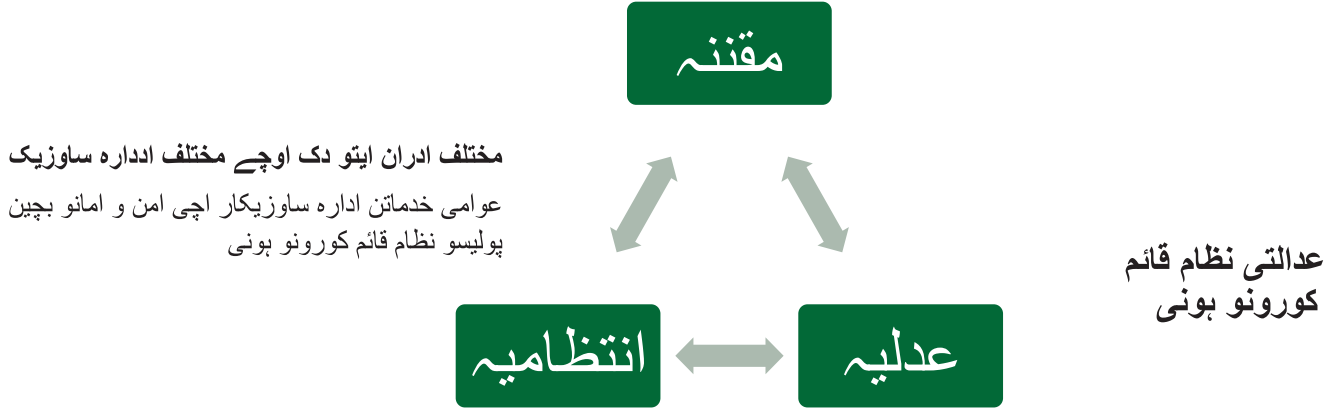 مقننہ
مختلف ادران ایتو دک اوچے مختلف اددارہ ساوزیک
عوامی خدماتن ادارہ ساوزیکار اچی امن و امانو بچین
پولیسو نظام قائم کورونو ہونی
عدالتی نظام قائم
کورونو ہونی
انتظامیہ
عدلیہ